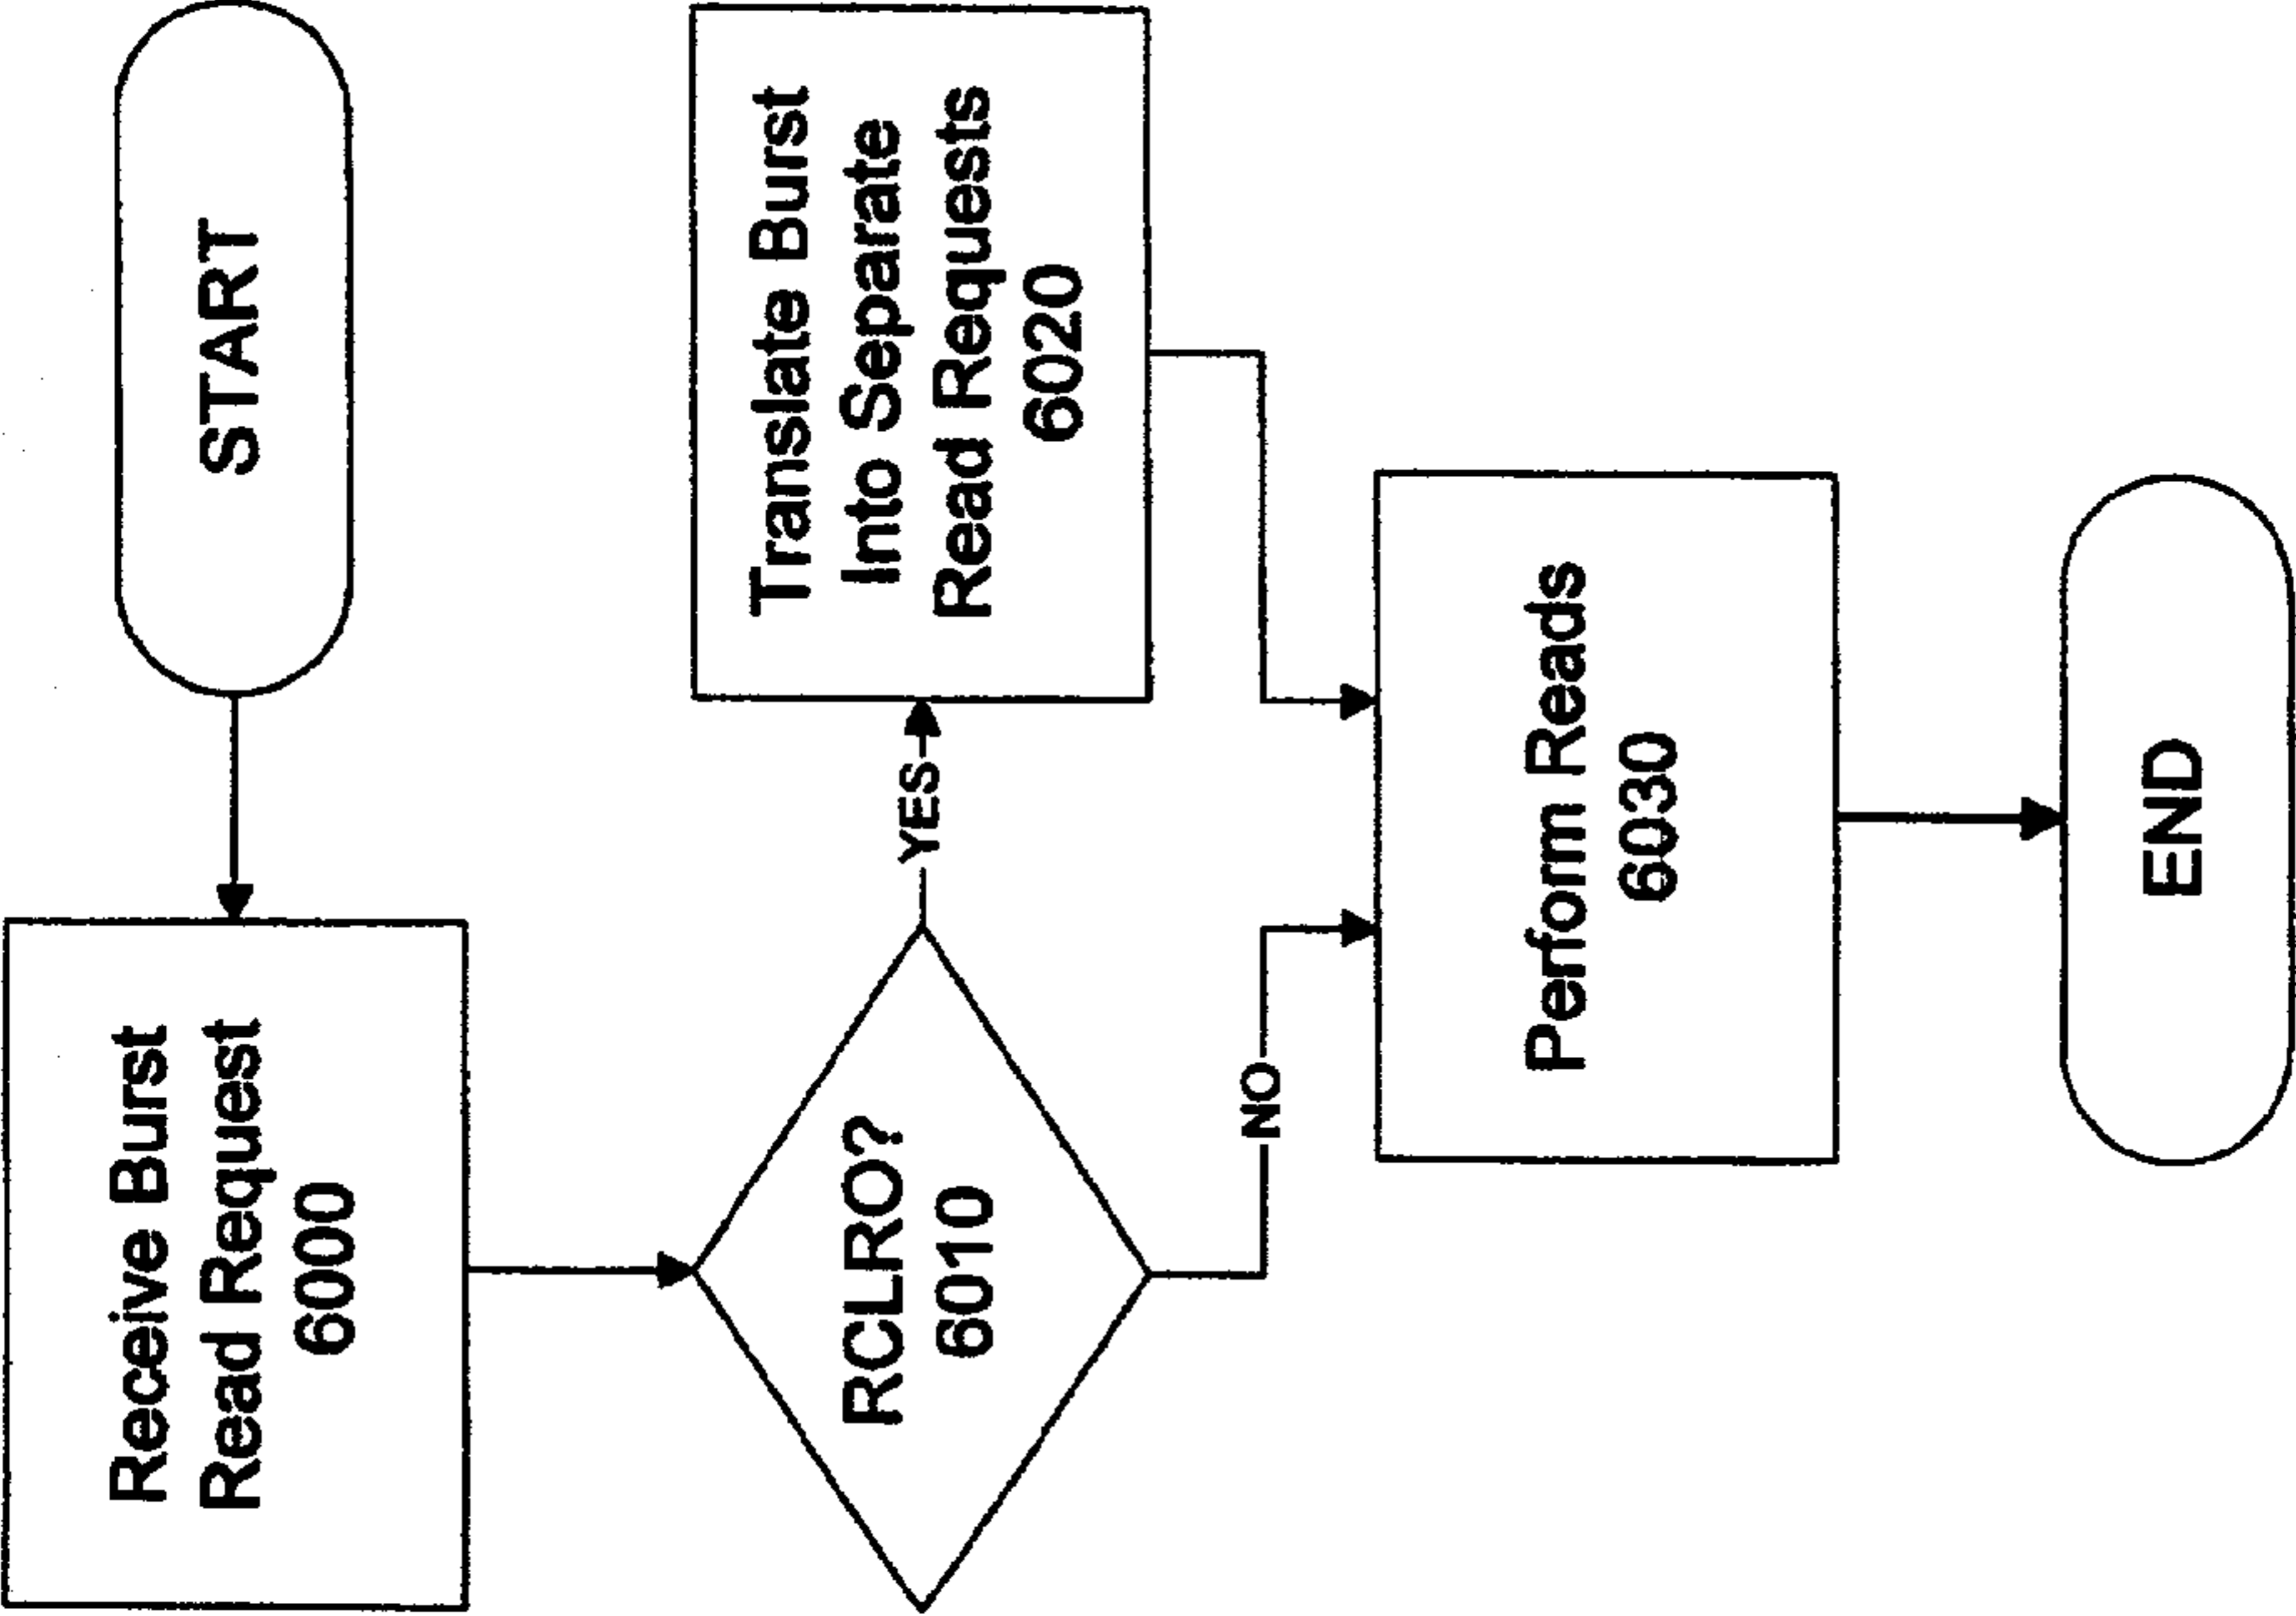 START
Receive Burst
Read Request
6000
RCLRO?
6010
YES
Translate Burst
Into Separate
Read Requests
6020
NO
Perform Reads
6030
END